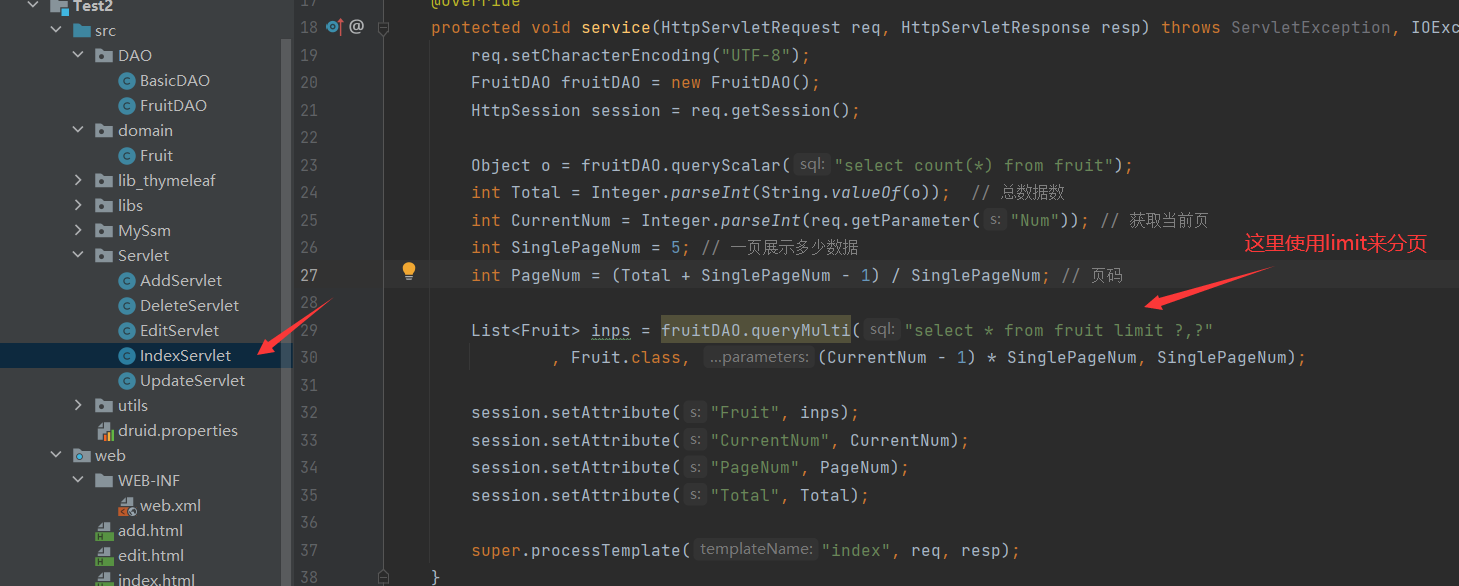 Test2
src
DAO
BasicDAO
FruitDAO
domain
Fruit
lib_thymeleaf
libs
MySsm
Servlet
AddServlet
DeleteServlet
EditServlet
IndexServlet
UpdateServlet
utils
druid.properties
web
WEB-INF
web.xml
add.html
edit.html
index.html
17 @Override
18 @ protected void service(HttpServletRequest req, HttpServletResponse resp) throws ServletException, IOExc
19 req.setCharacterEncoding("UTF-8");
20 FruitDAO fruitDAO = new FruitDAO();
21 HttpSession session = req.getSession();
22
23 Object o = fruitDAO.queryScalar( sql: "select count(*) from fruit");
24 int Total = Integer.parseInt(String.valueOf(o)); // 总数据数
25 int CurrentNum = Integer.parseInt(req.getParameter( s: "Num")); // 获取当前页
26 int SinglePageNum = 5; // 一页展示多少数据
这里使用limit来分页
27 int PageNum = (Total + SinglePageNum - 1) / SinglePageNum; // 页码
28
29 List<Fruit> inps = fruitDAO.queryMulti( sql: "select * from fruit limit ?,?"
30 , Fruit.class, ...parameters: (CurrentNum - 1) * SinglePageNum, SinglePageNum);
31
32 session.setAttribute( s: "Fruit", inps);
33 session.setAttribute( s: "CurrentNum", CurrentNum);
34 session.setAttribute( s: "PageNum", PageNum);
35 session.setAttribute( s: "Total", Total);
36
37 super.processTemplate( templateName: "index", req, resp);
38 }